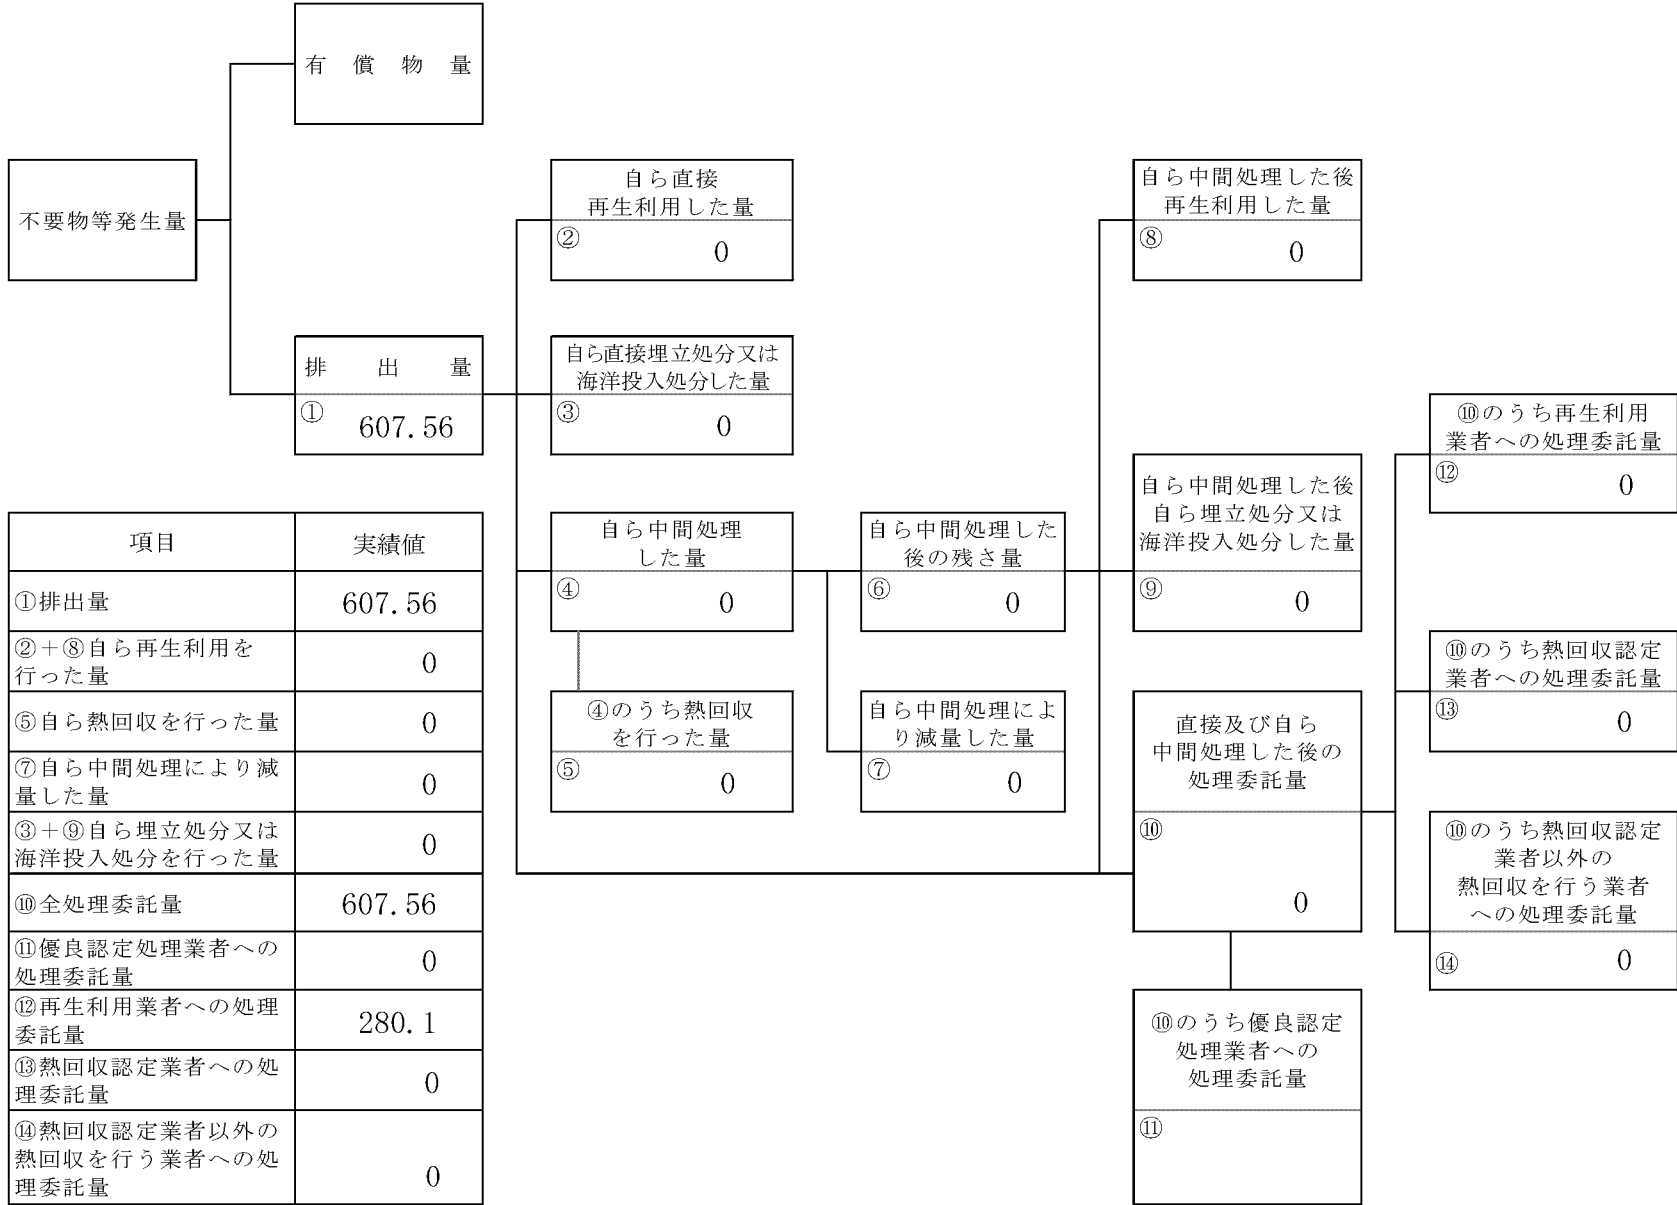 有償物量
不要物等発生量
排出量
①
607.56
自ら直接
再生利用した量
②
0
自ら直接埋立処分又は
海洋投入処分した量
③
0
自ら中間処理
した量
④
0
④のうち熱回収
を行った量
⑤
0
自ら中間処理した
後の残さ量
⑥
0
自ら中間処理によ
り減量した量
⑦
0
自ら中間処理した後
再生利用した量
⑧
0
自ら中間処理した後
自ら埋立処分又は
海洋投入処分した量
⑨
0
直接及び自ら
中間処理した後の
処理委託量
⑩
0
⑩のうち優良認定
処理業者への
処理委託量
⑪
⑩のうち再生利用
業者への処理委託量
⑫
0
⑩のうち熱回収認定
業者への処理委託量
⑬
0
⑩のうち熱回収認定
業者以外の
熱回収を行う業者
への処理委託量
⑭
0
項目 実績値
①排出量 607.56
②+⑧自ら再生利用を
行った量 0
⑤自ら熱回収を行った量 0
⑦自ら中間処理により減
量した量 0
③+⑨自ら埋立処分又は
海洋投入処分を行った量 0
⑩全処理委託量 607.56
⑪優良認定処理業者への
処理委託量 0
⑫再生利用業者への処理
委託量 280.1
⑬熱回収認定業者への処
理委託量 0
⑭熱回収認定業者以外の
熱回収を行う業者への処
理委託量 0